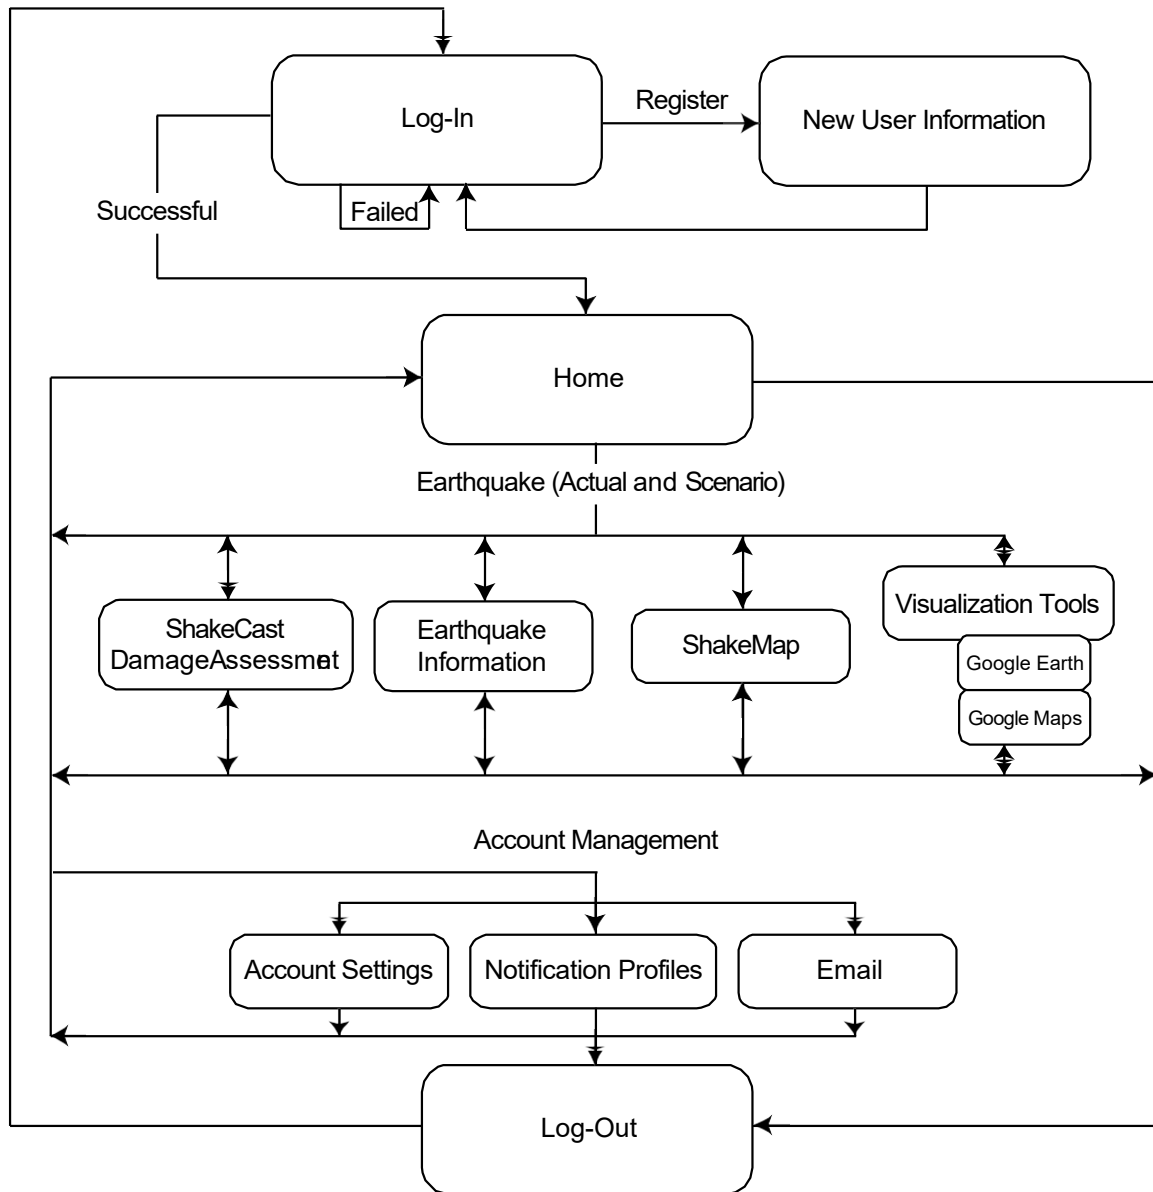 Log-In
Register
New User Information
Successful
Failed
Home
Earthquake (Actual and Scenario)
ShakeCast
DamageAssessment
Earthquake
Information
ShakeMap
Visualization Tools
Google Earth
Google Maps
Account Management
Account Settings
Notification Profiles
Email
Log-Out